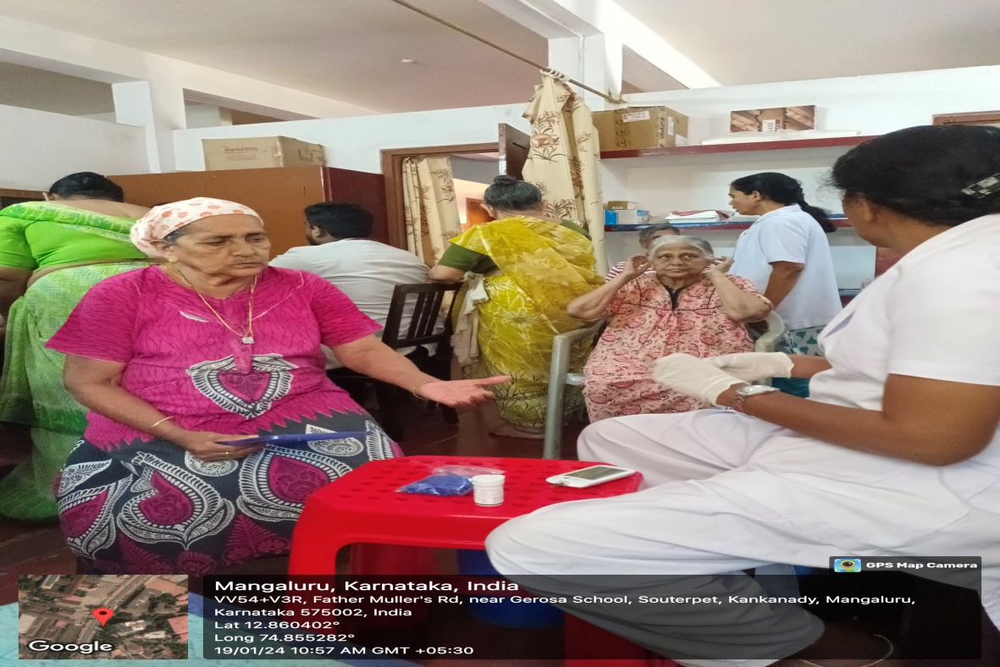 GPS Map Camera
Mangaluru, Karnataka, India
VV54+V3R, Father Muller's Rd, near Gerosa School, Souterpet, Kankanady, Mangaluru,
Karnataka 575002, India
Lat 12.860402°
Long 74.855282°
19/01/24 10:57 AM GMT +05:30
Google